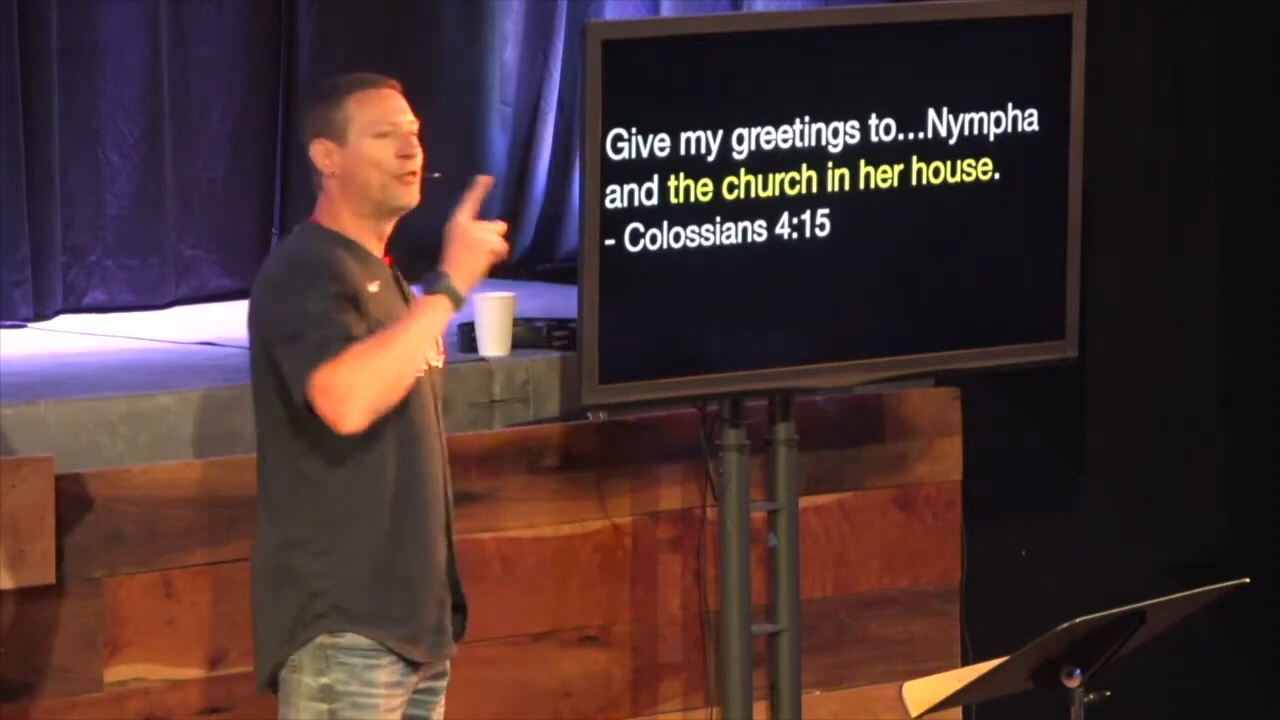 Give my greetings to...Nympha
and the church in her house.
- Colossians 4:15